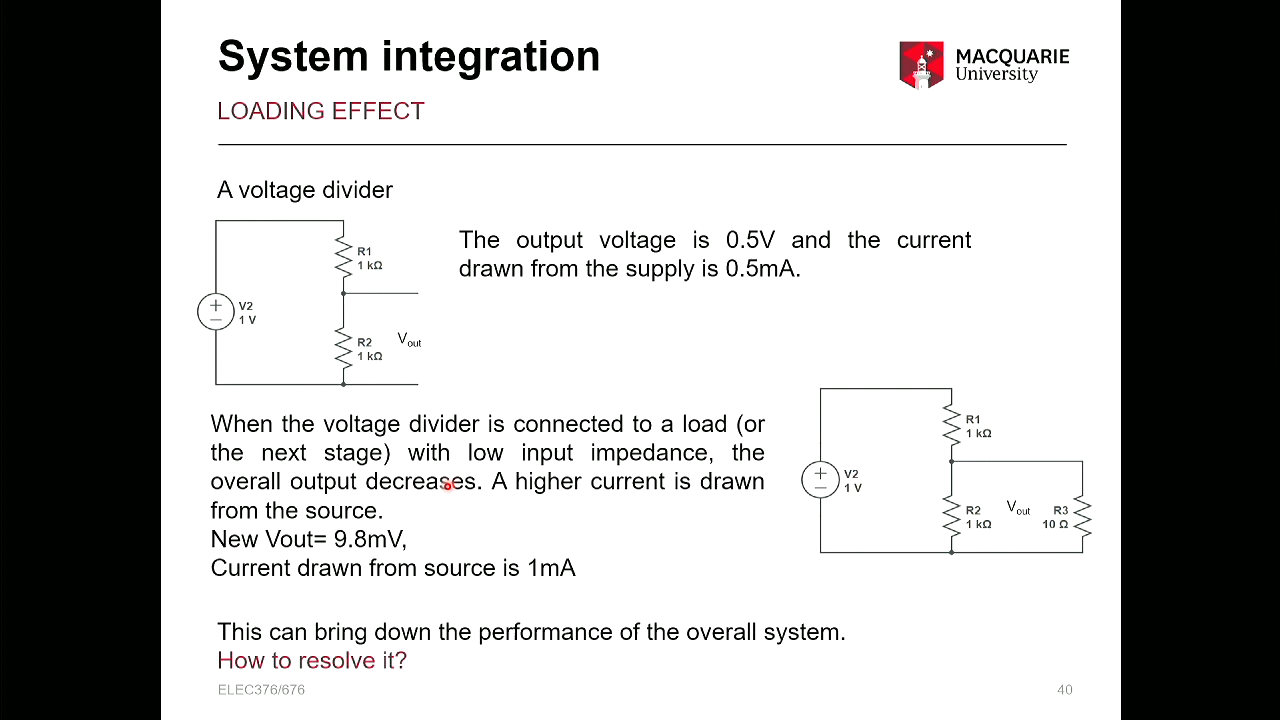 System integration
MACQUARIE
University
LOADING EFFECT
A voltage divider
R1
1 kΩ
V2
1 V
R2
1 kΩ
Vout
The output voltage is 0.5V and the current
drawn from the supply is 0.5mA.
When the voltage divider is connected to a load (or
the next stage) with low input impedance, the
overall output decreases. A higher current is drawn
from the source.
New Vout= 9.8mV,
Current drawn from source is 1mA
R1
1 kΩ
V2
1 V
R2
1 kΩ
Vout
R3
10 Ω
This can bring down the performance of the overall system.
How to resolve it?
ELEC376/676
40